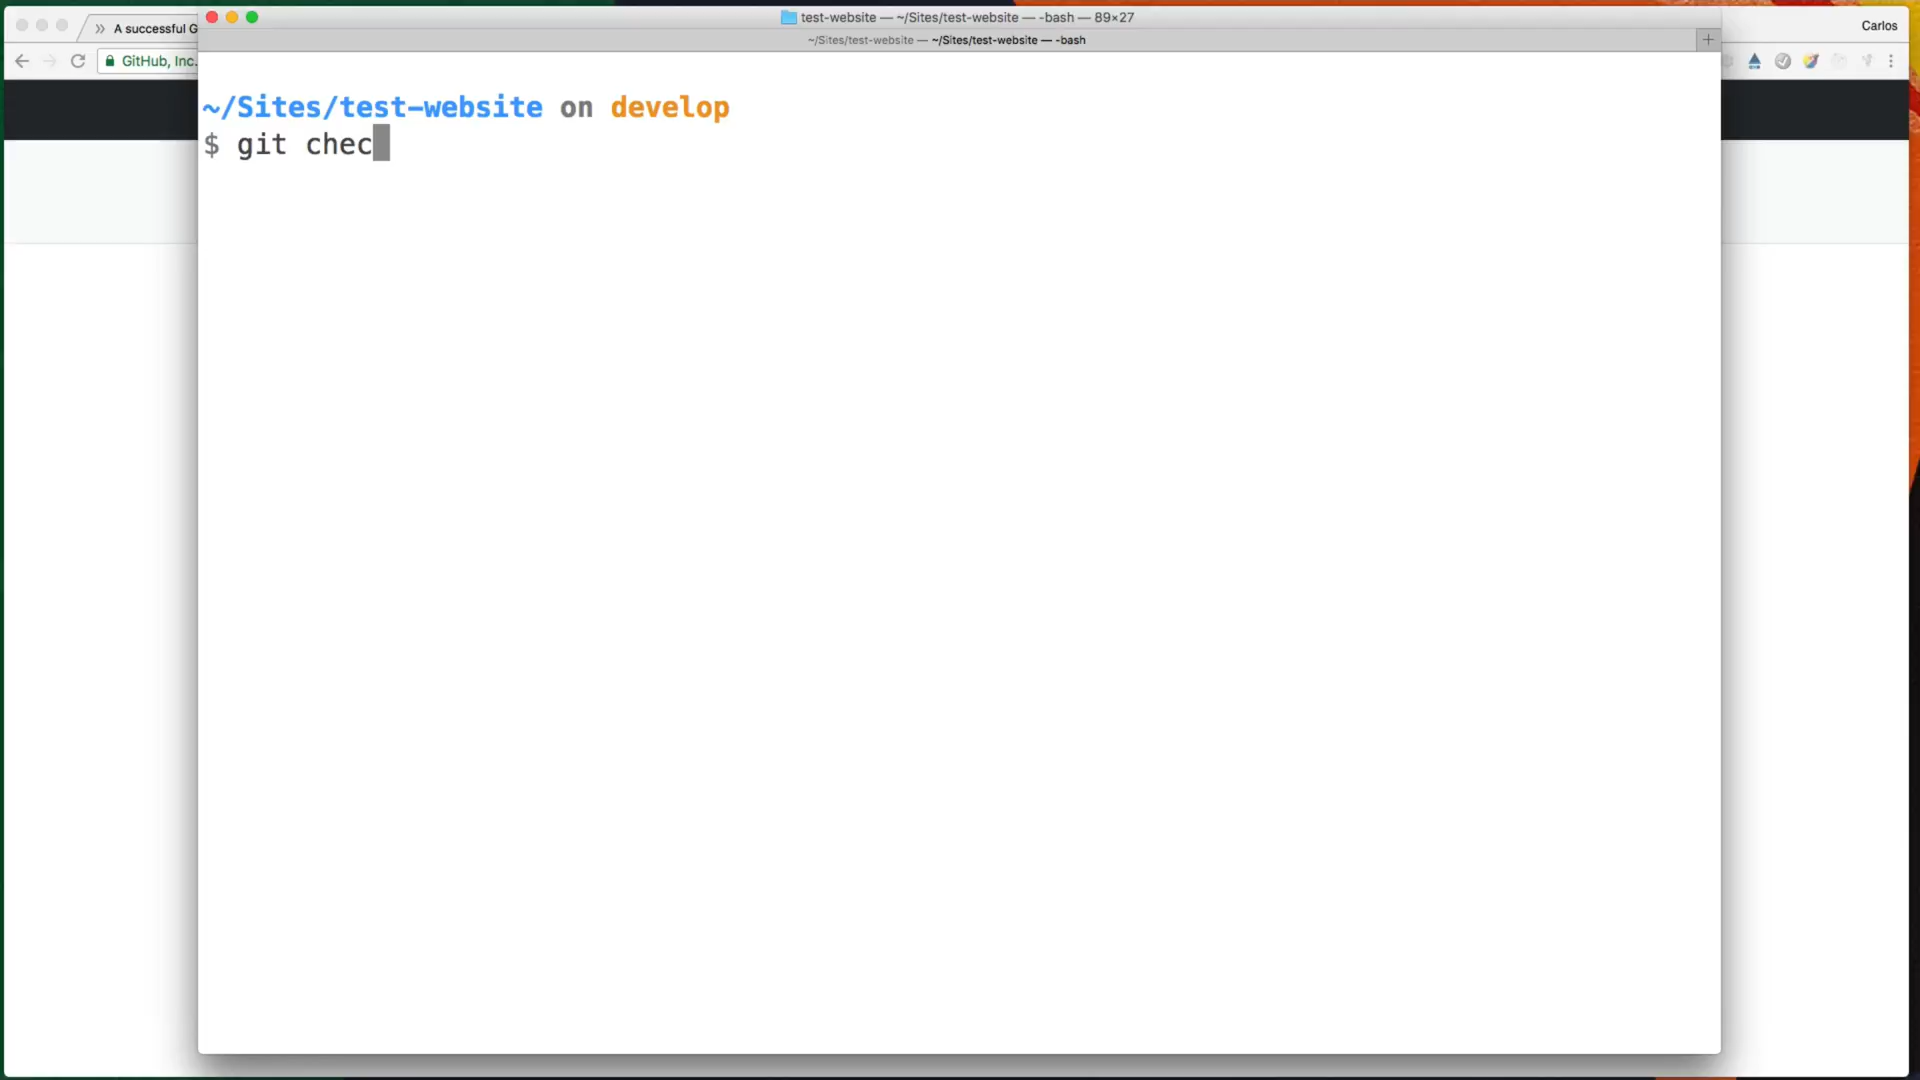 test-website — ~/Sites/test-website — -bash — 89×27
~/Sites/test-website — ~/Sites/test-website — -bash
A successful G
Carlos
GitHub, Inc.
~/Sites/test-website on develop
$ git chec